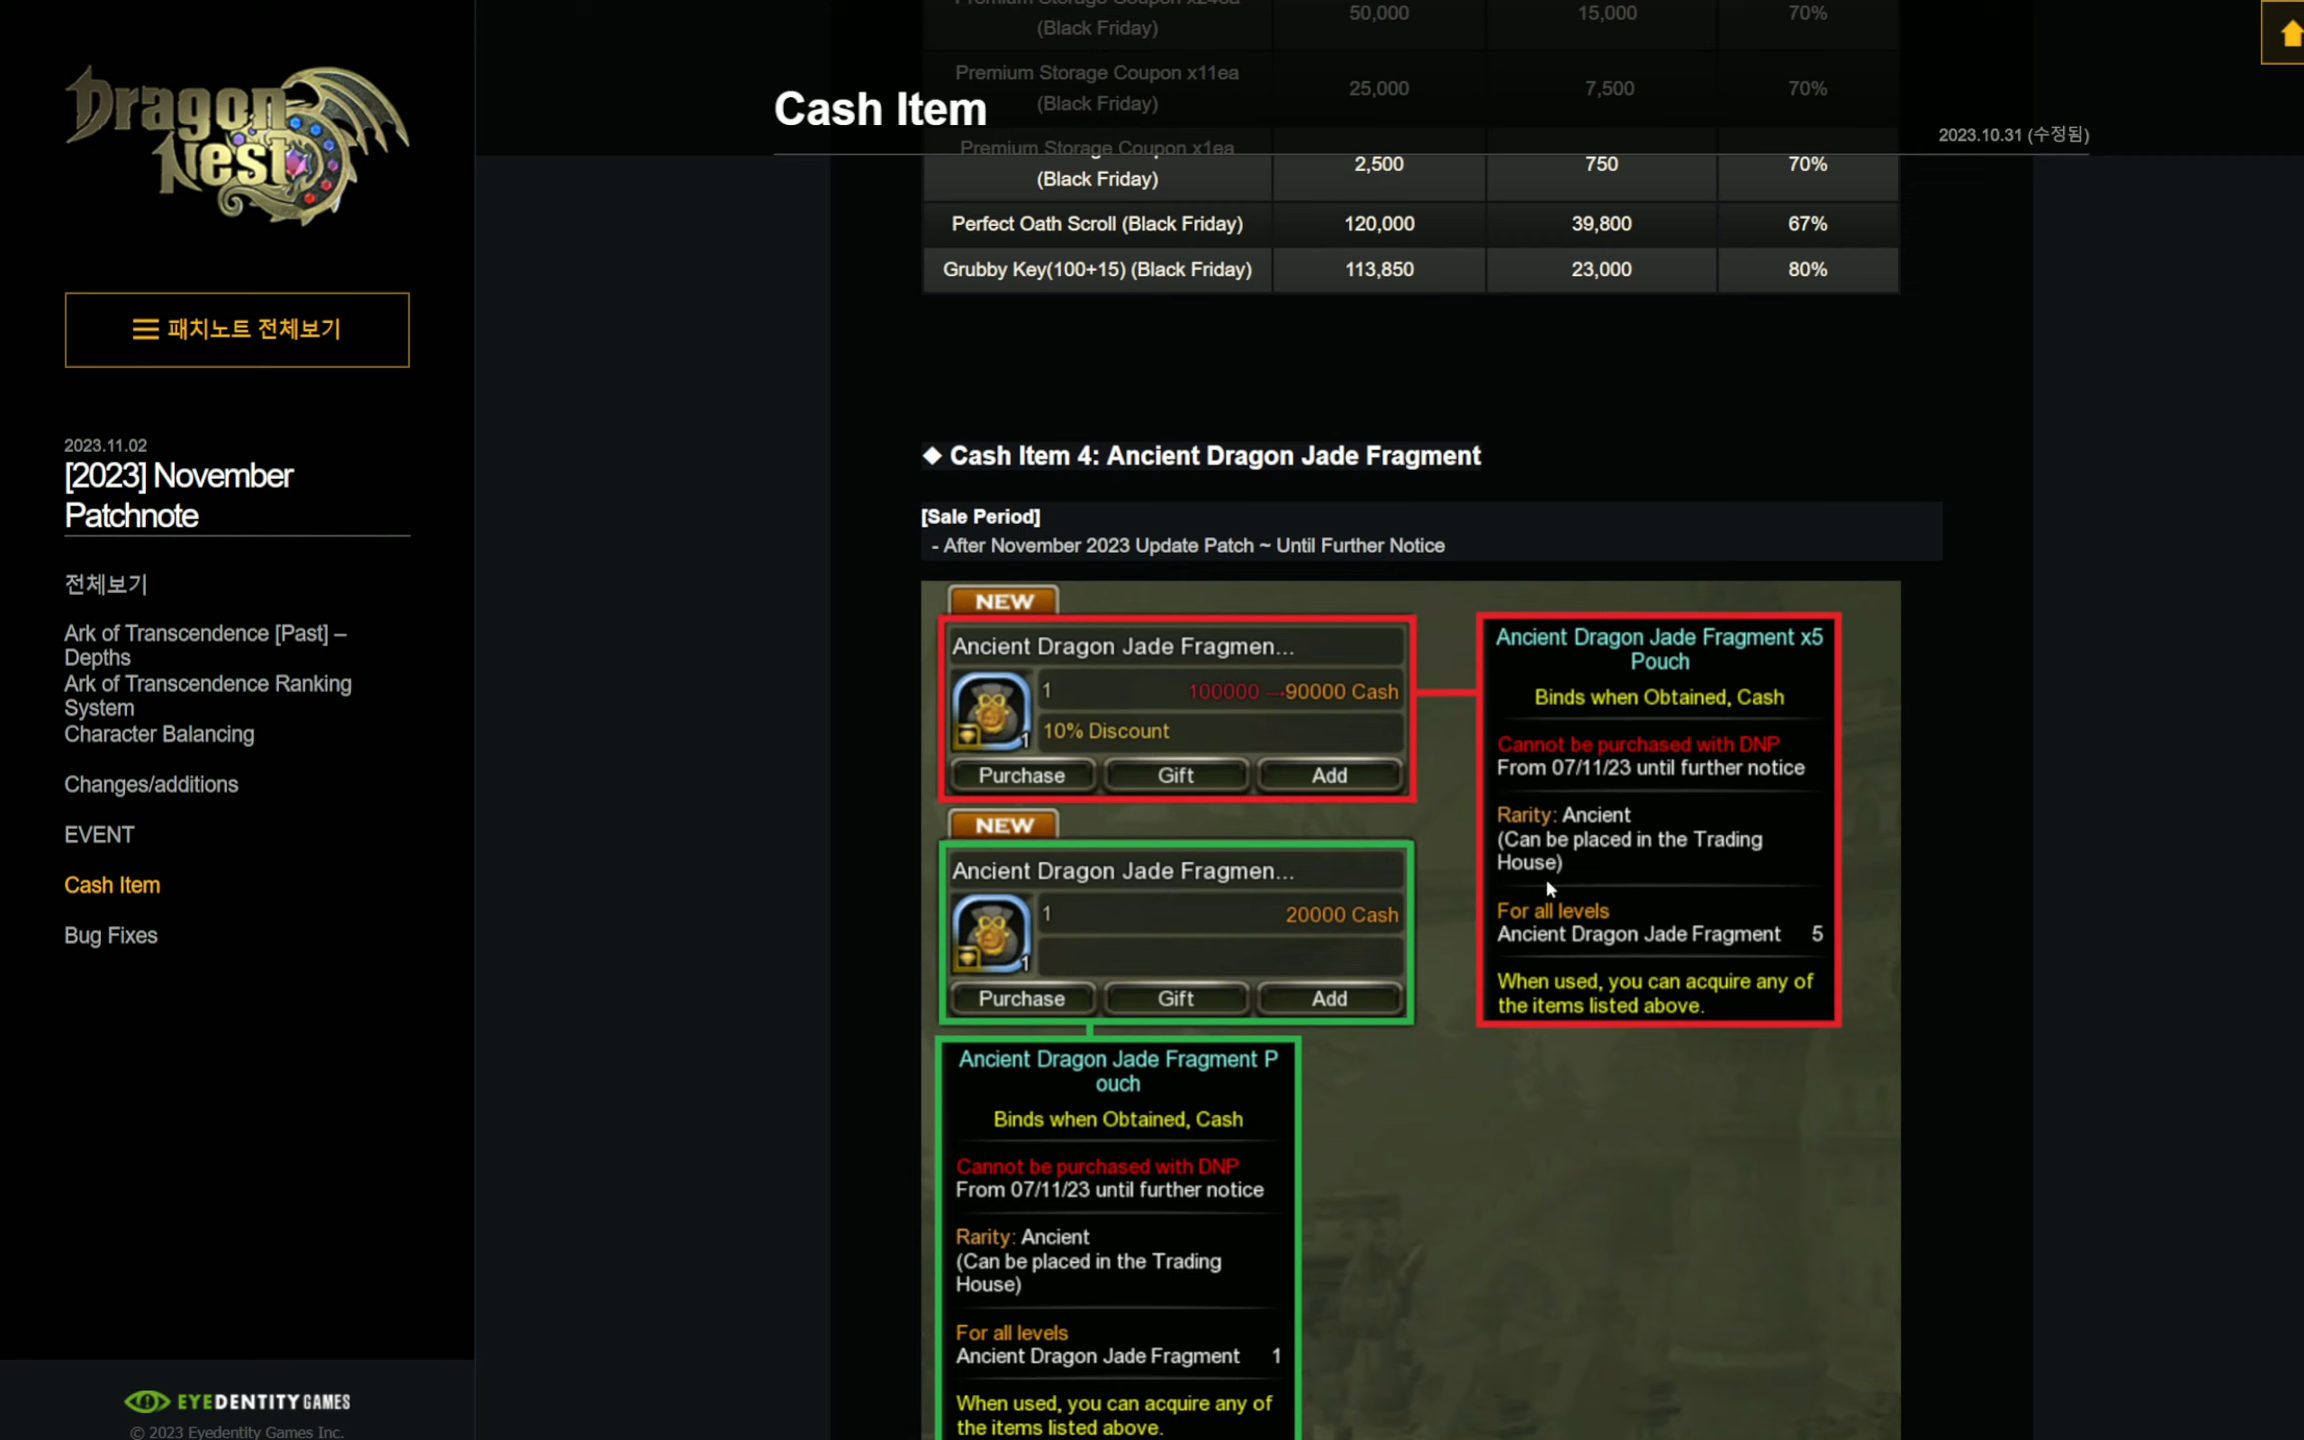 Dragon
Nest
패치노트 전체보기
2023.11.02
[2023] November
Patchnote
전체보기
Ark of Transcendence [Past] –
Depths
Ark of Transcendence Ranking
System
Character Balancing
Changes/additions
EVENT
Cash Item
Bug Fixes
EYEDENTITY GAMES
© 2023 Eyedentity Games Inc.
Cash Item
2023.10.31 (수정됨)
Premium Storage Coupon x24ea
(Black Friday)
50,000
15,000
70%
Premium Storage Coupon x11ea
(Black Friday)
25,000
7,500
70%
Premium Storage Coupon x1ea
(Black Friday)
2,500
750
70%
Perfect Oath Scroll (Black Friday)
120,000
39,800
67%
Grubby Key(100+15) (Black Friday)
113,850
23,000
80%
◆ Cash Item 4: Ancient Dragon Jade Fragment
[Sale Period]
- After November 2023 Update Patch ~ Until Further Notice
NEW
Ancient Dragon Jade Fragmen...
1
100000 →90000 Cash
1
10% Discount
Purchase
Gift
Add
NEW
Ancient Dragon Jade Fragmen...
1
20000 Cash
1
Purchase
Gift
Add
Ancient Dragon Jade Fragment x5
Pouch
Binds when Obtained, Cash
Cannot be purchased with DNP
From 07/11/23 until further notice
Rarity: Ancient
(Can be placed in the Trading
House)
For all levels
Ancient Dragon Jade Fragment 5
When used, you can acquire any of
the items listed above.
Ancient Dragon Jade Fragment P
ouch
Binds when Obtained, Cash
Cannot be purchased with DNP
From 07/11/23 until further notice
Rarity: Ancient
(Can be placed in the Trading
House)
For all levels
Ancient Dragon Jade Fragment 1
When used, you can acquire any of
the items listed above.